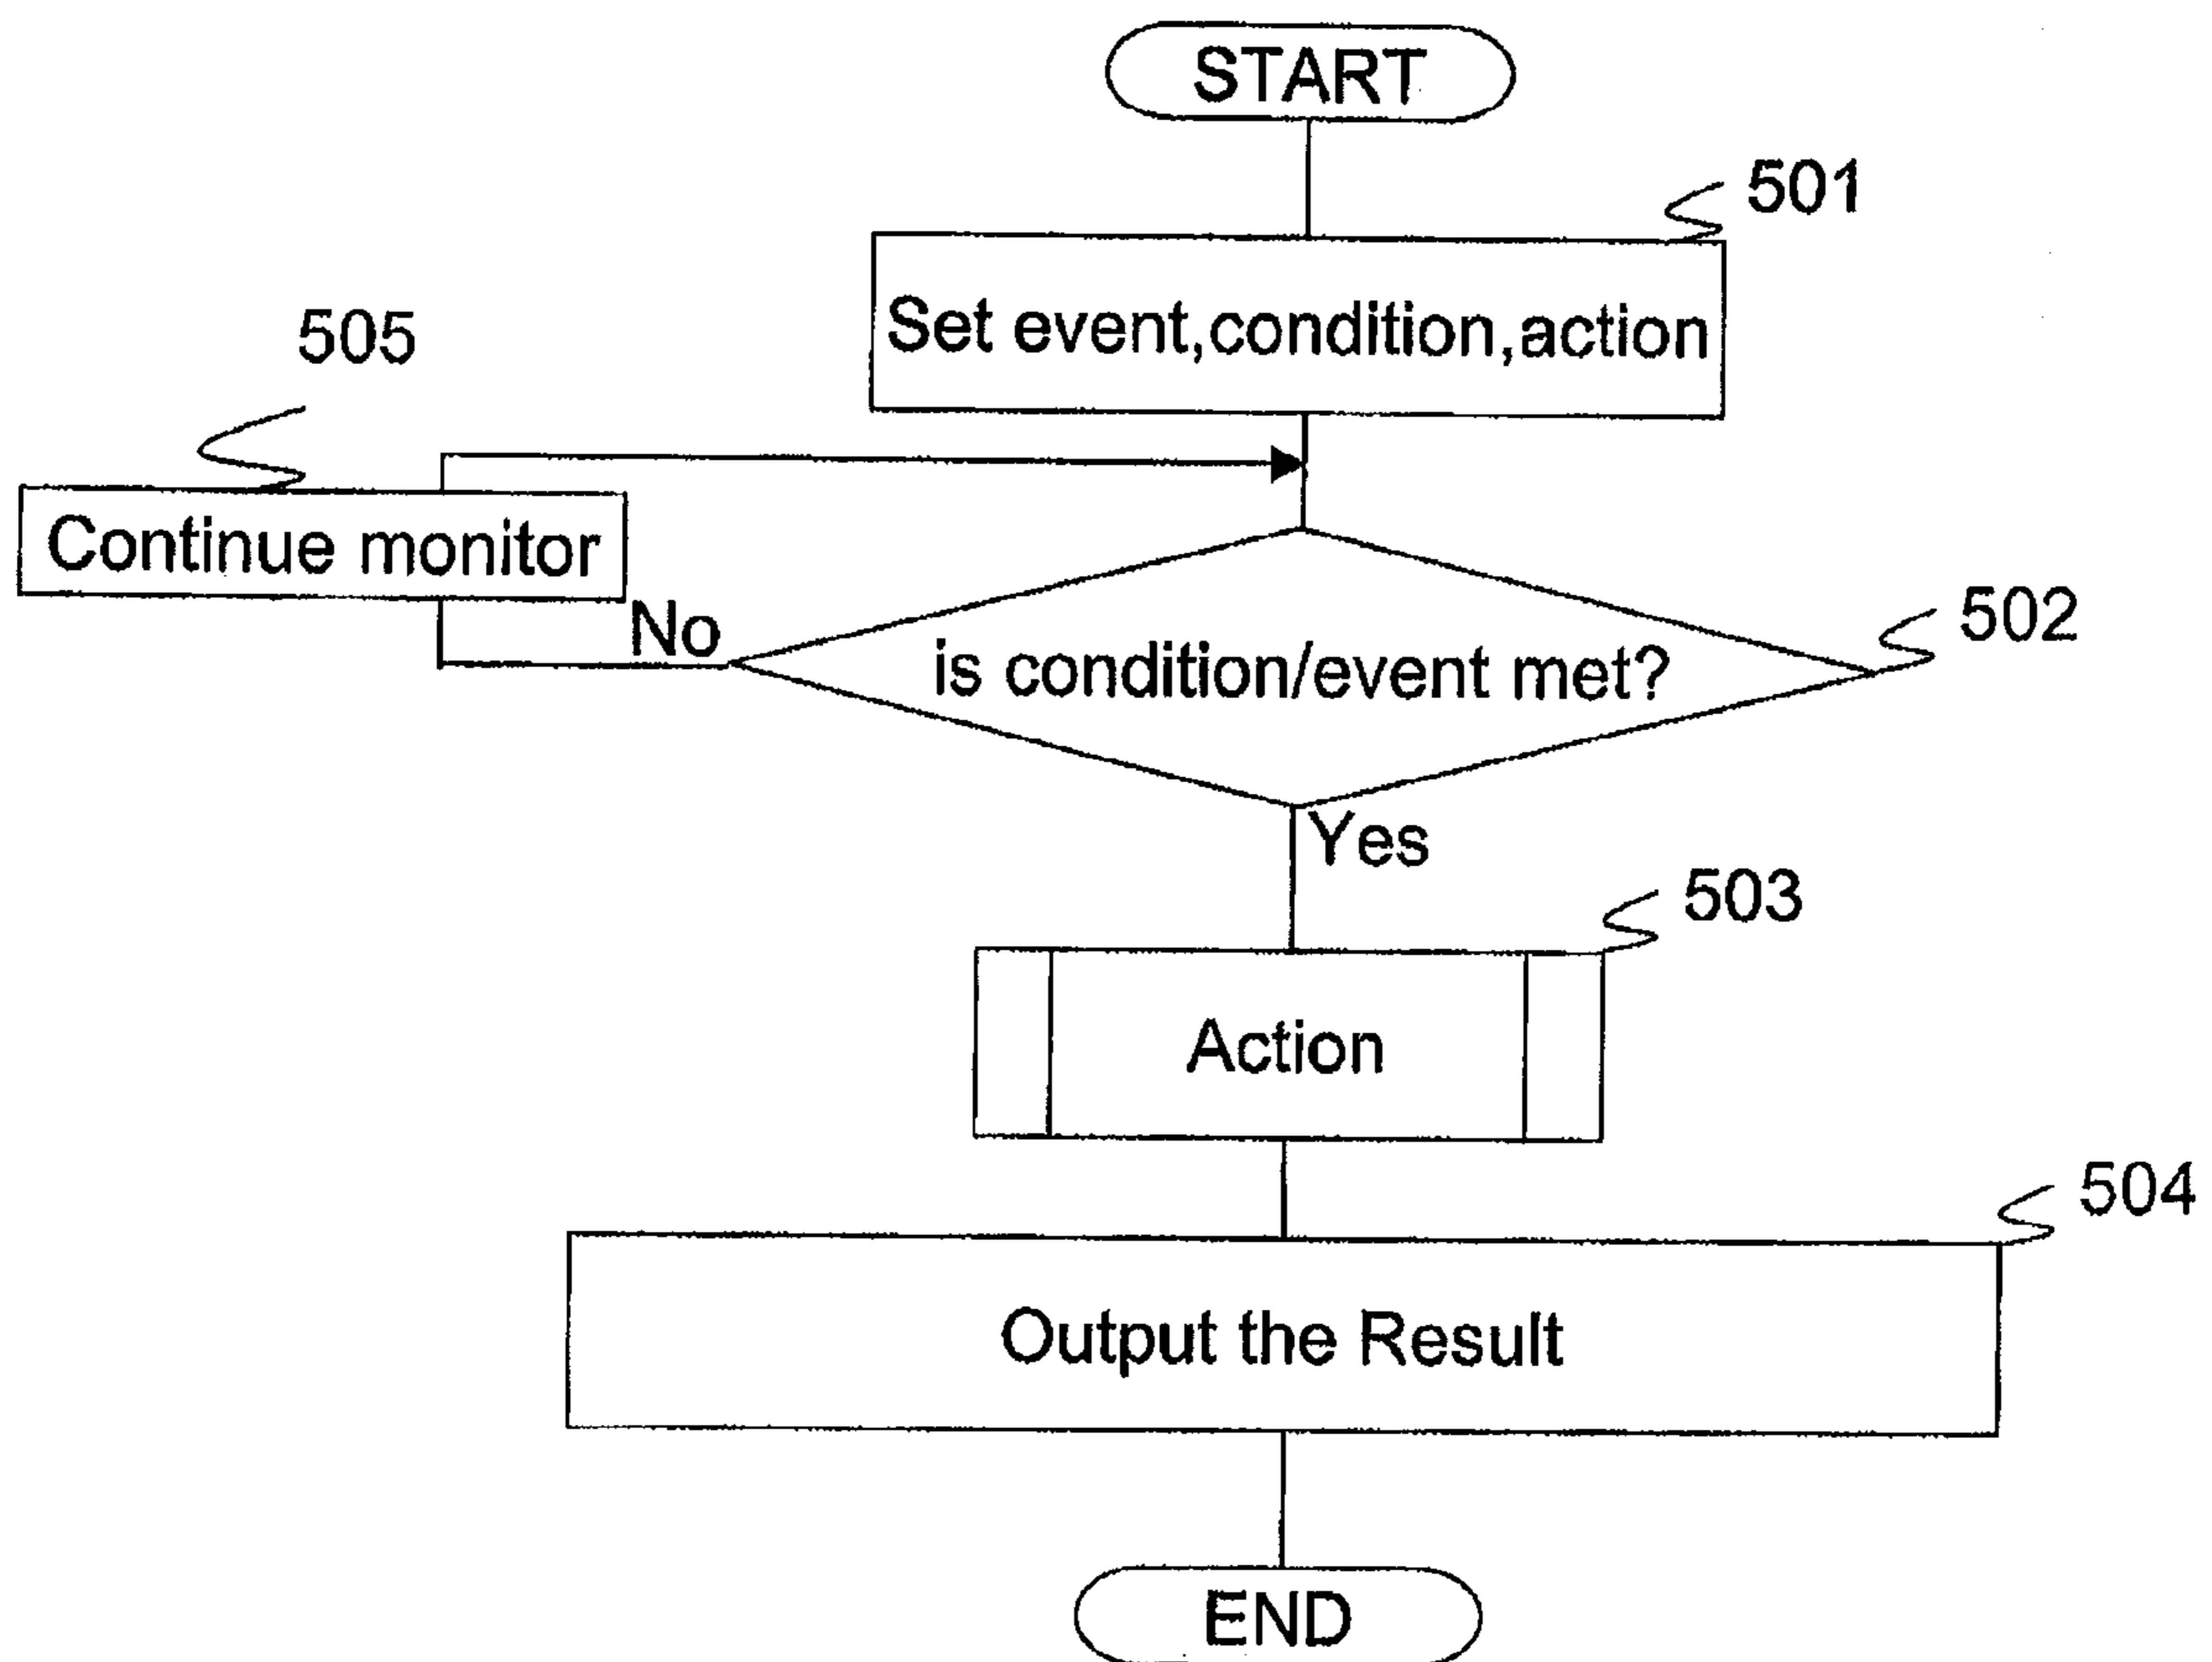 START
501
Set event,condition,action
505
Continue monitor
No
is condition/event met?
502
Yes
503
Action
504
Output the Result
END